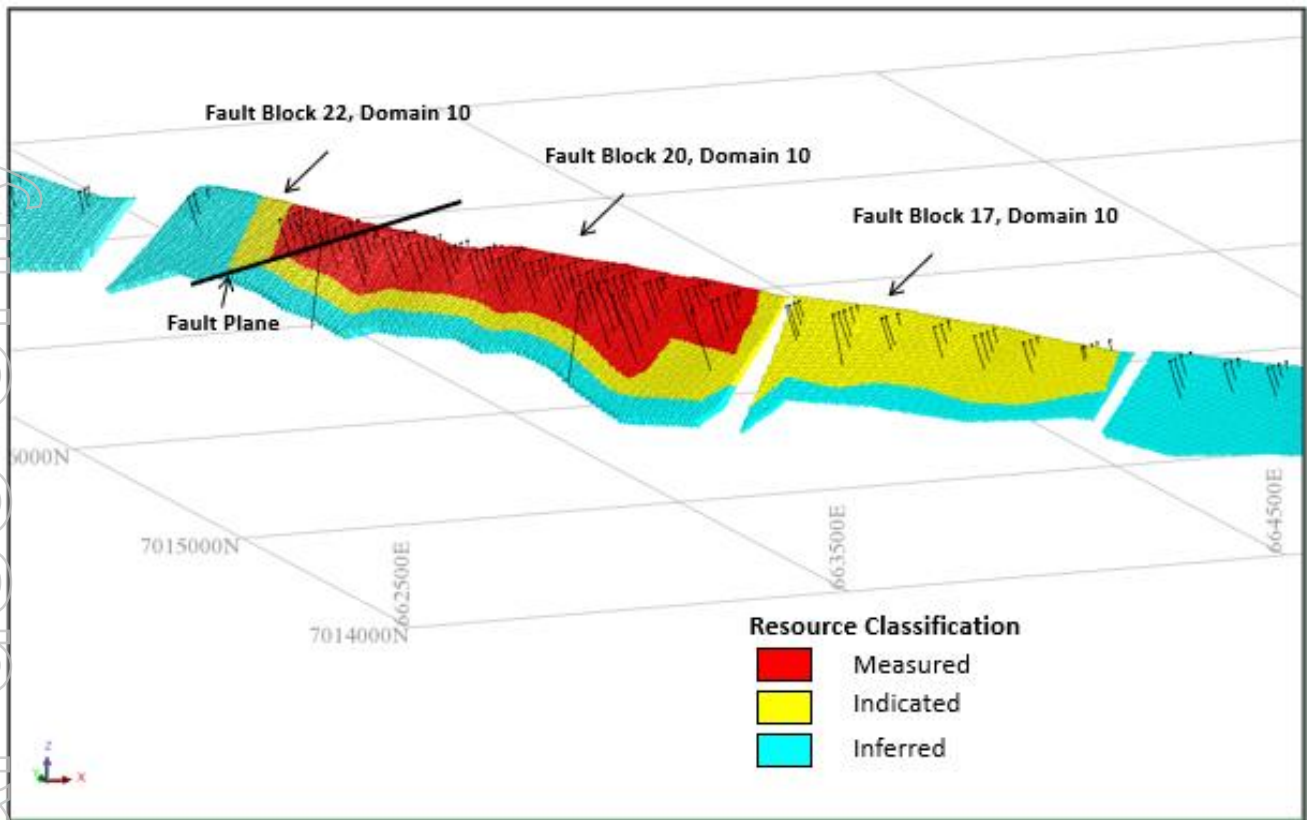 Fault Block 22, Domain 10
Fault Block 20, Domain 10
Fault Block 17, Domain 10
Fault Plane
7015000N
7014000N
662500E
663500E
664500E
Resource Classification
Measured
Indicated
Inferred
Z
X